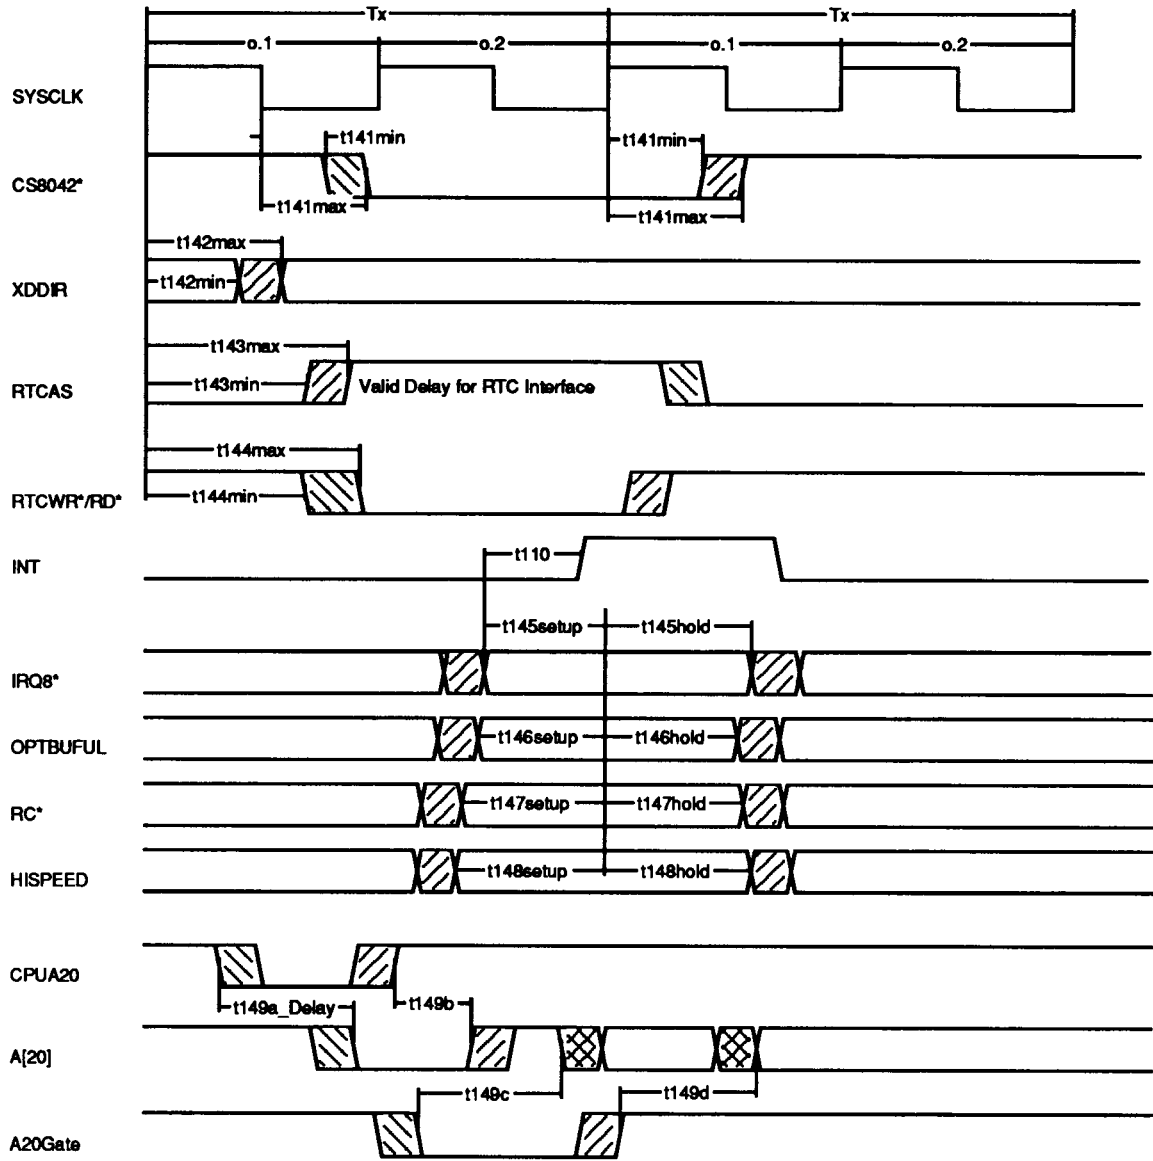 Tx Tx
o.1 o.2 o.1 o.2
SYSCLK
t141min t141min
CS8042*
t141max t141max
t142max
t142min
XDDIR
t143max
t143min Valid Delay for RTC Interface
RTCAS
t144max
t144min
RTCWR*/RD*
t110
INT
t145setup t145hold
IRQ8*
t146setup t146hold
OPTBUFUL
t147setup t147hold
RC*
t148setup t148hold
HISPEED
CPUA20
t149a_Delay t149b
A[20]
t149c t149d
A20Gate